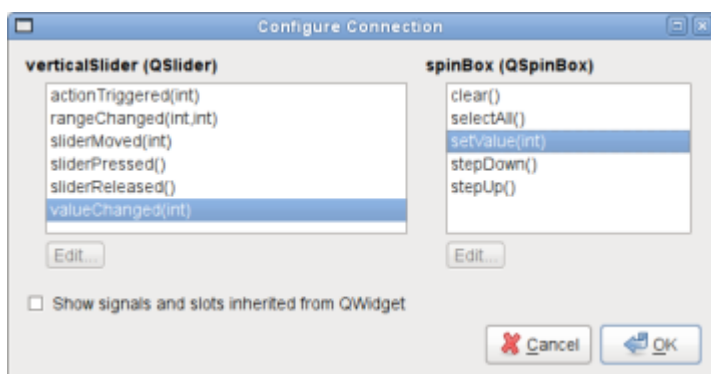 Configure Connection
verticalSlider (QSlider)
actionTriggered(int)
rangeChanged(int,int)
sliderMoved(int)
sliderPressed()
sliderReleased()
valueChanged(int)
Edit...
spinBox (QSpinBox)
clear()
selectAll()
setValue(int)
stepDown()
stepUp()
Edit...
Show signals and slots inherited from QWidget
Cancel
OK